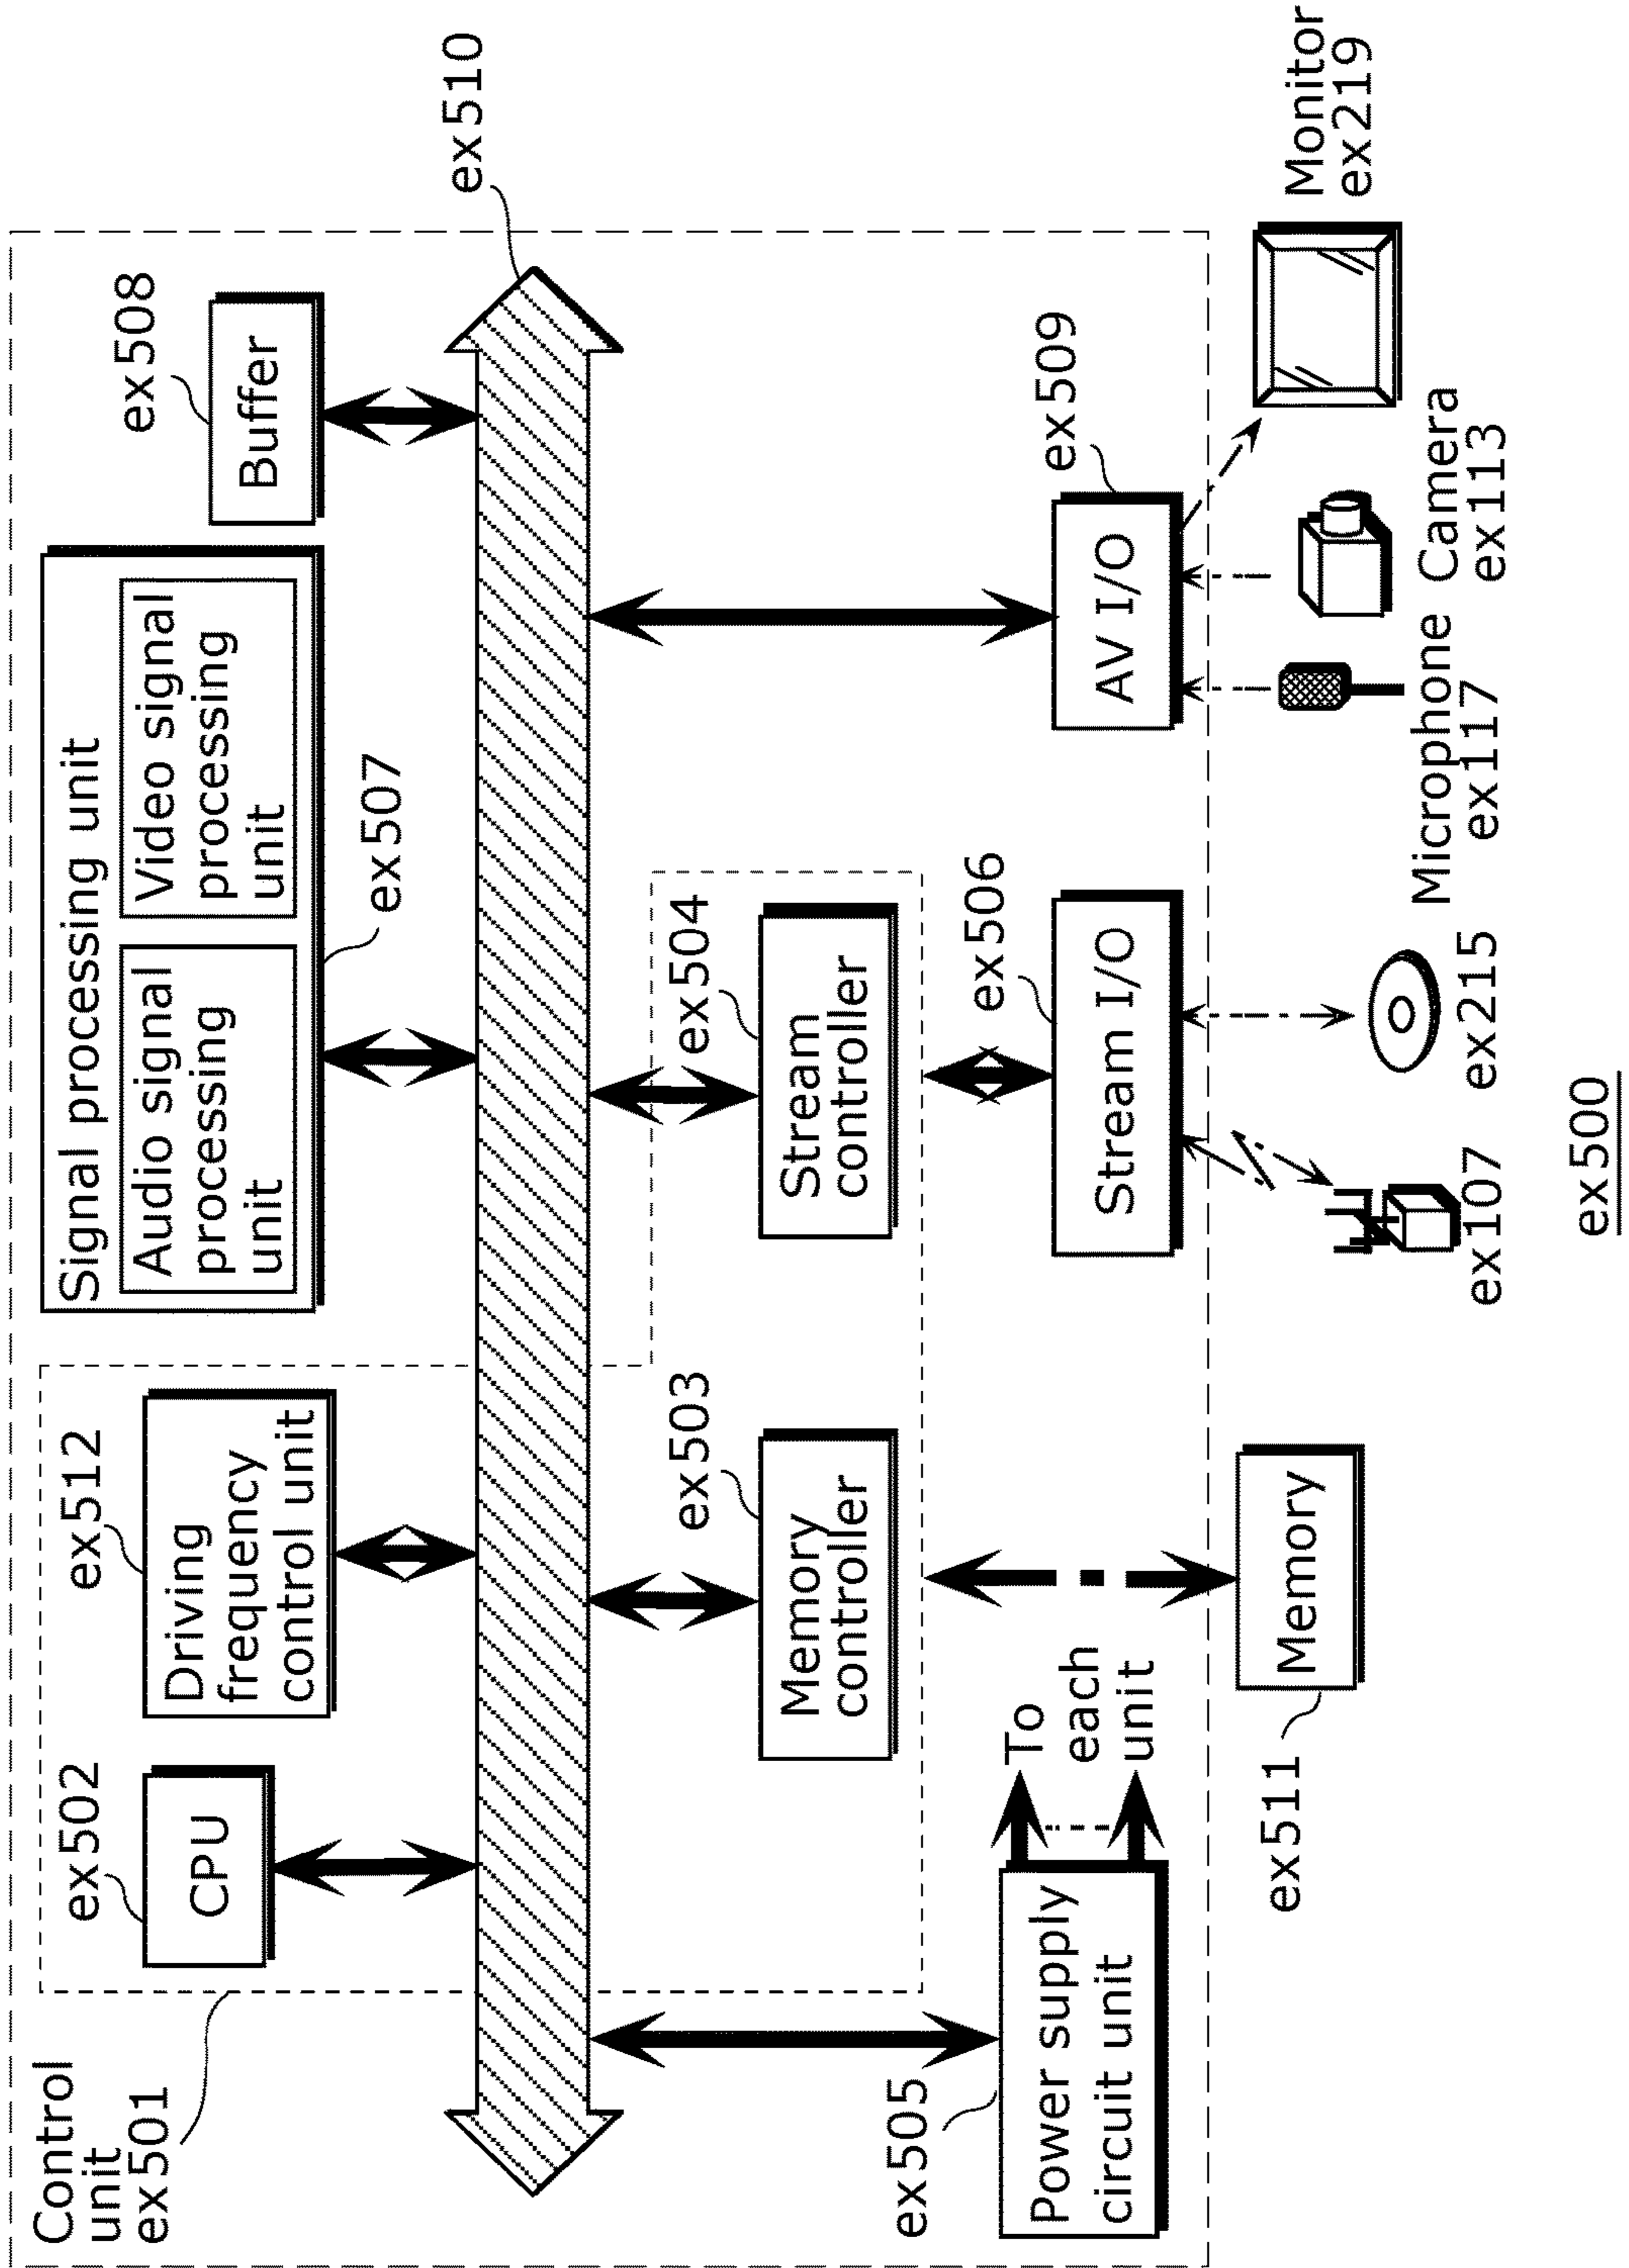 Control
unit
ex501
ex502
CPU
ex512
Driving
frequency
control unit
Signal processing unit
Audio signal
processing
unit
Video signal
processing
unit
ex507
ex508
Buffer
ex510
ex503
Memory
controller
ex504
Stream
controller
ex505
Power supply
circuit unit
To
each
unit
ex506
Stream I/O
ex509
AV I/O
ex511
Memory
ex107
ex215
Microphone
ex117
Camera
ex113
Monitor
ex219
ex500